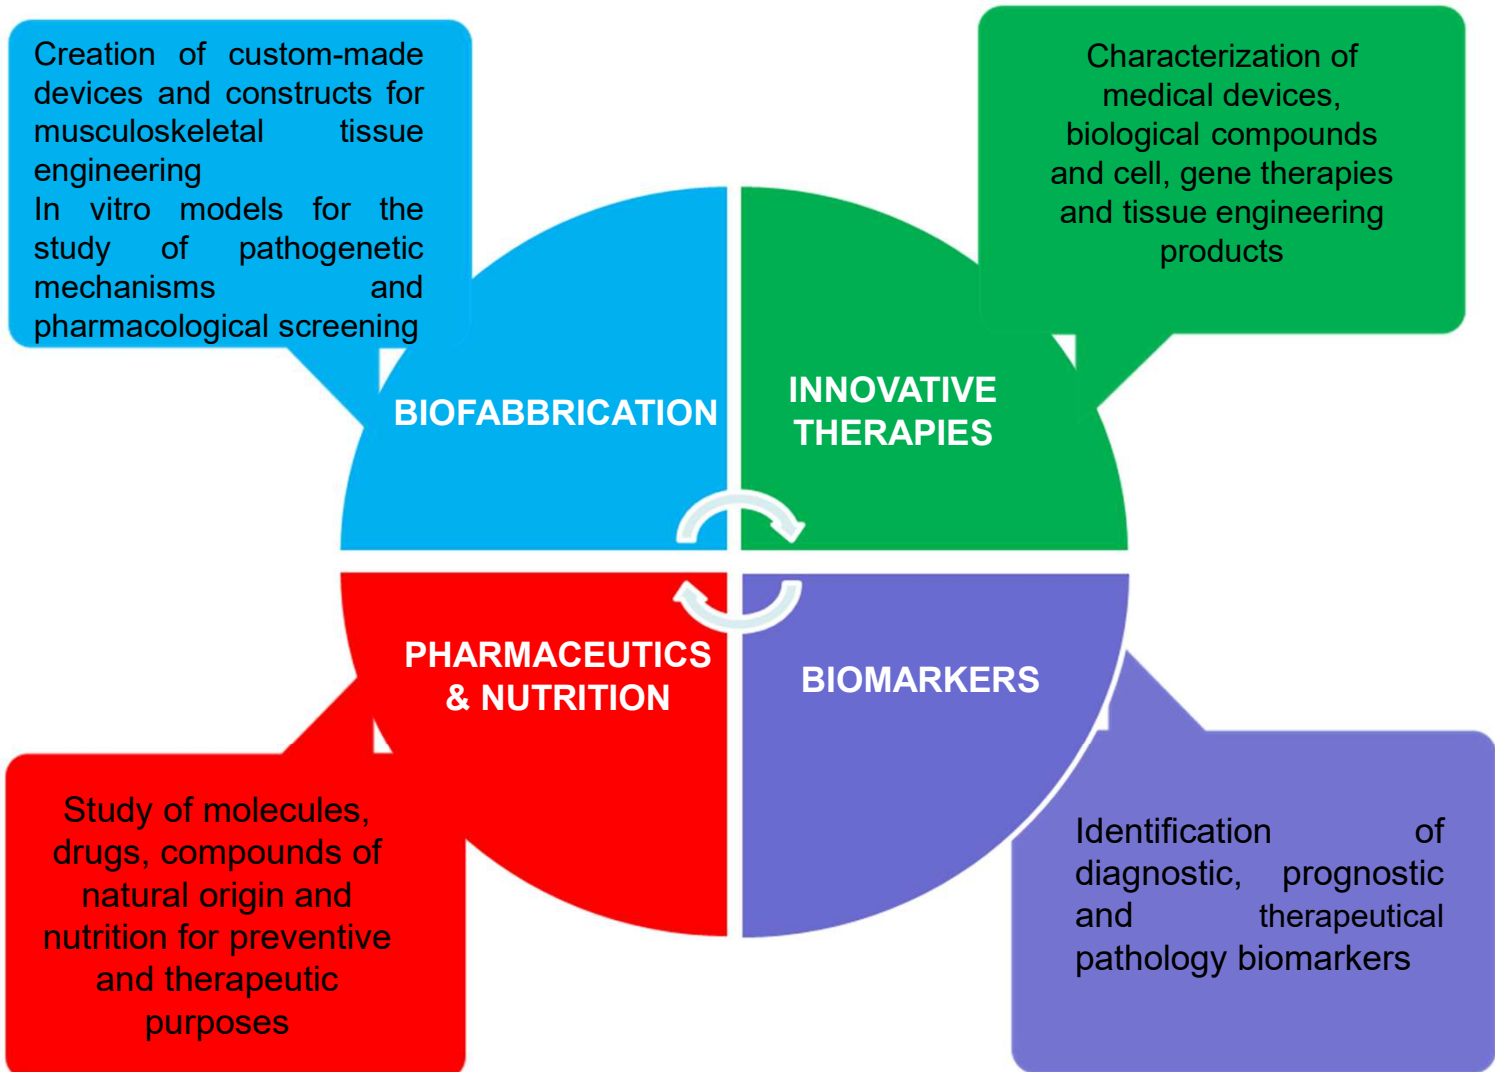 Creation of custom-made
devices and constructs for
musculoskeletal tissue
engineering
In vitro models for the
study of pathogenetic
mechanisms and
pharmacological screening
Characterization of
medical devices,
biological compounds
and cell, gene therapies
and tissue engineering
products
BIOFABBRICATION
INNOVATIVE
THERAPIES
PHARMACEUTICS
& NUTRITION
BIOMARKERS
Study of molecules,
drugs, compounds of
natural origin and
nutrition for preventive
and therapeutic
purposes
Identification of
diagnostic, prognostic
and therapeutical
pathology biomarkers